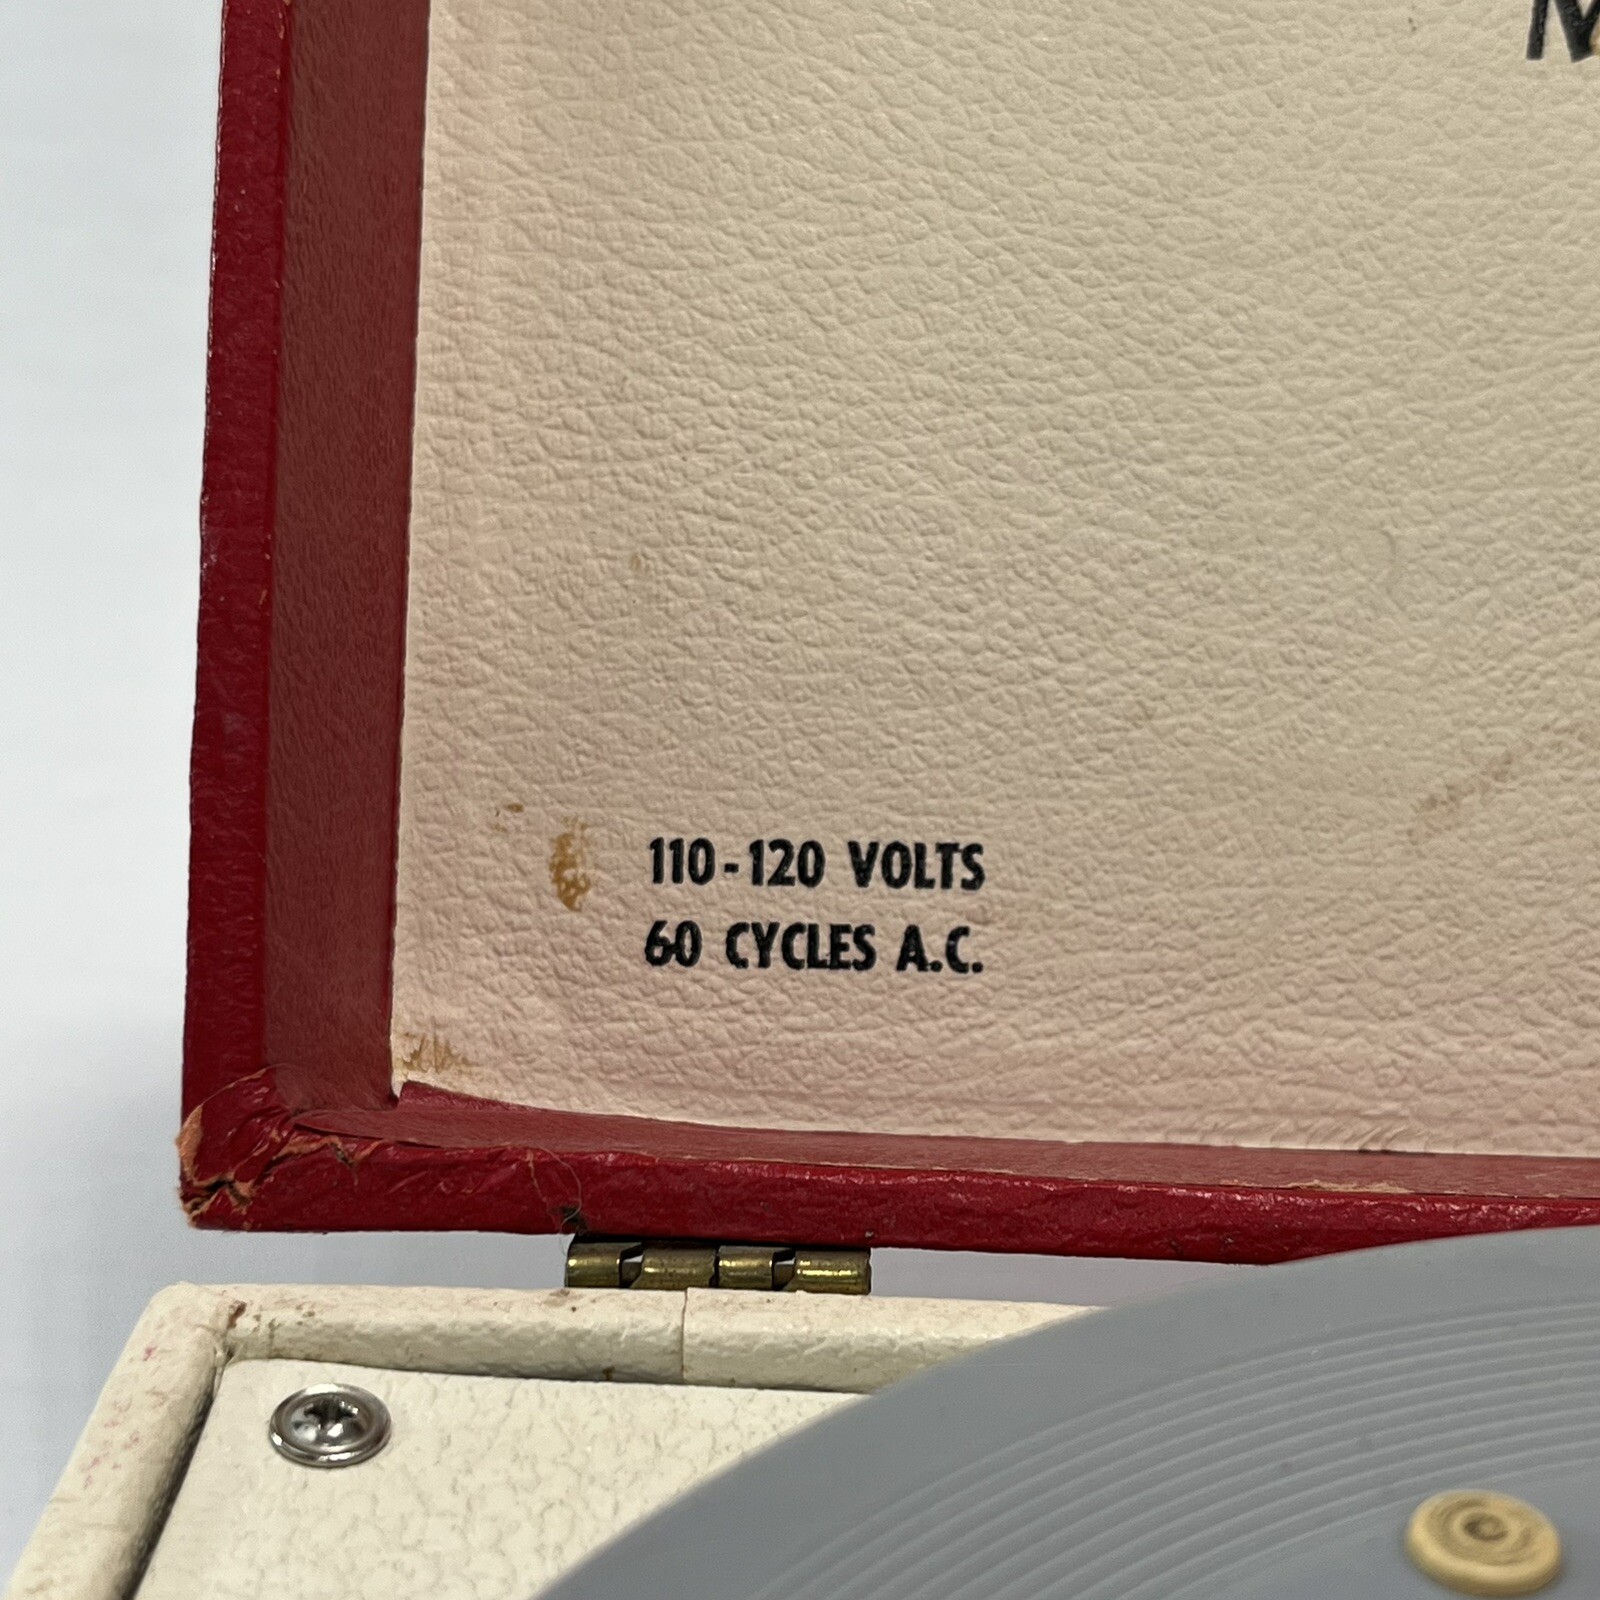 M
110-120 VOLTS
60 CYCLES A.C.